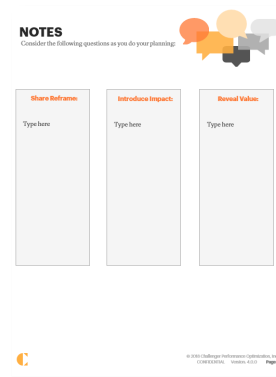 NOTES
Consider the following questions as you do your planning:
Share Reframe:
Introduce Impact:
Reveal Value:
Type here
Type here
Type here
© 2018 Challenger Performance Optimization, In
CONFIDENTIAL Version. 4.0.0 Page